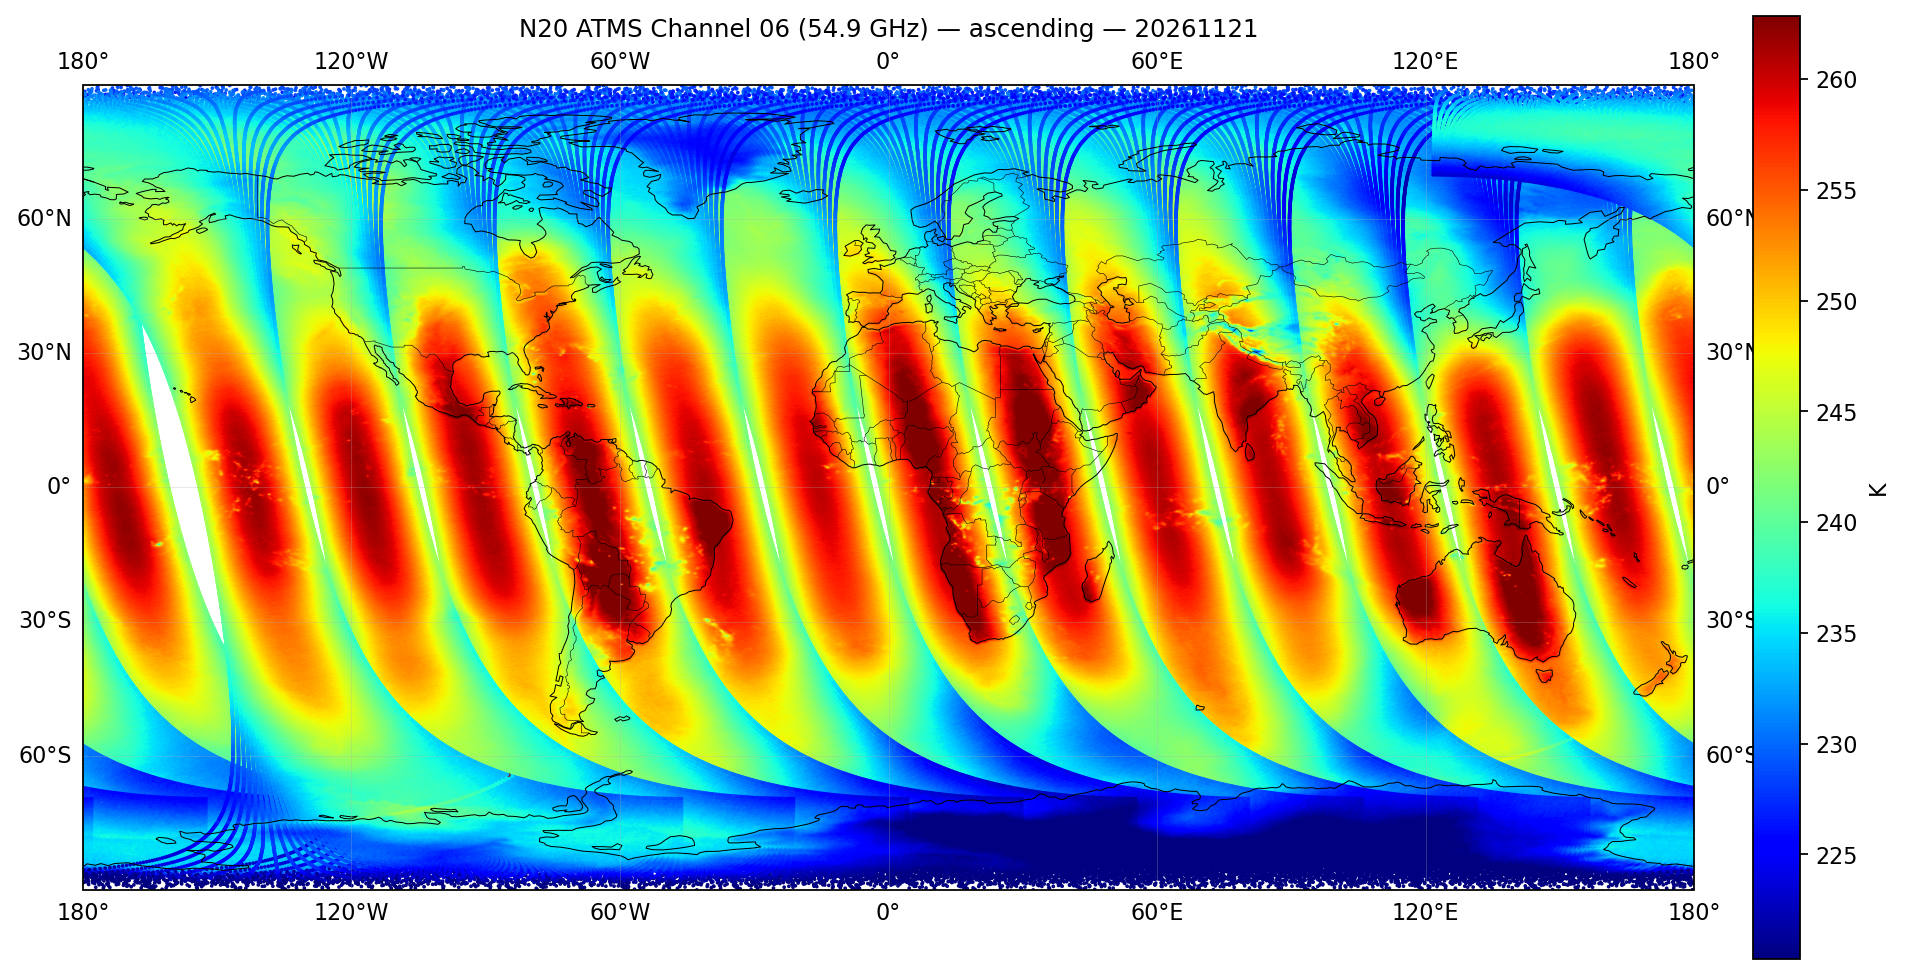 N20 ATMS Channel 06 (54.9 GHz) — ascending — 20261121
180° 120°W 60°W 0° 60°E 120°E 180°
260
60°N 60°N
255
250
30°N 30°N
245
0° 0°
K
240
30°S 30°S
235
60°S 60°S
230
225
180° 120°W 60°W 0° 60°E 120°E 180°